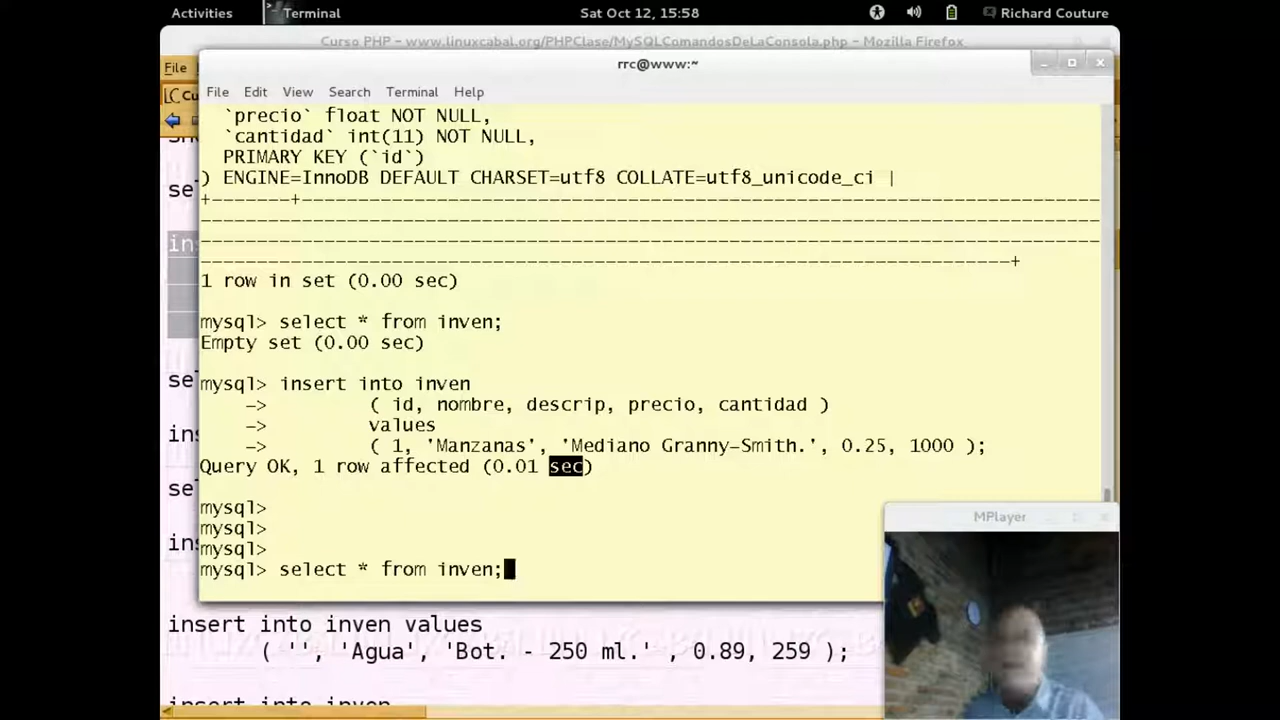 Activities Terminal Sat Oct 12, 15:58 Richard Couture
Curso PHP - www.linuxcabal.org/PHPClase/MySQLComandosDeLaConsola.php - Mozilla Firefox
rrc@www:~
File
File Edit View Search Terminal Help
`precio` float NOT NULL,
`cantidad` int(11) NOT NULL,
PRIMARY KEY (`id`)
) ENGINE=InnoDB DEFAULT CHARSET=utf8 COLLATE=utf8_unicode_ci |
+-------+------------------------------------------------------------------------
--------------------------------------------------------------------------------
--------------------------------------------------------------------------------
------------------------------------------------------------------------+
1 row in set (0.00 sec)
mysql> select * from inven;
Empty set (0.00 sec)
mysql> insert into inven
-> ( id, nombre, descrip, precio, cantidad )
-> values
-> ( 1, 'Manzanas', 'Mediano Granny-Smith.', 0.25, 1000 );
Query OK, 1 row affected (0.01 sec)
mysql>
mysql>
mysql>
mysql> select * from inven;
MPlayer
insert into inven values
( '', 'Agua', 'Bot. - 250 ml.' , 0.89, 259 );
insert into inven